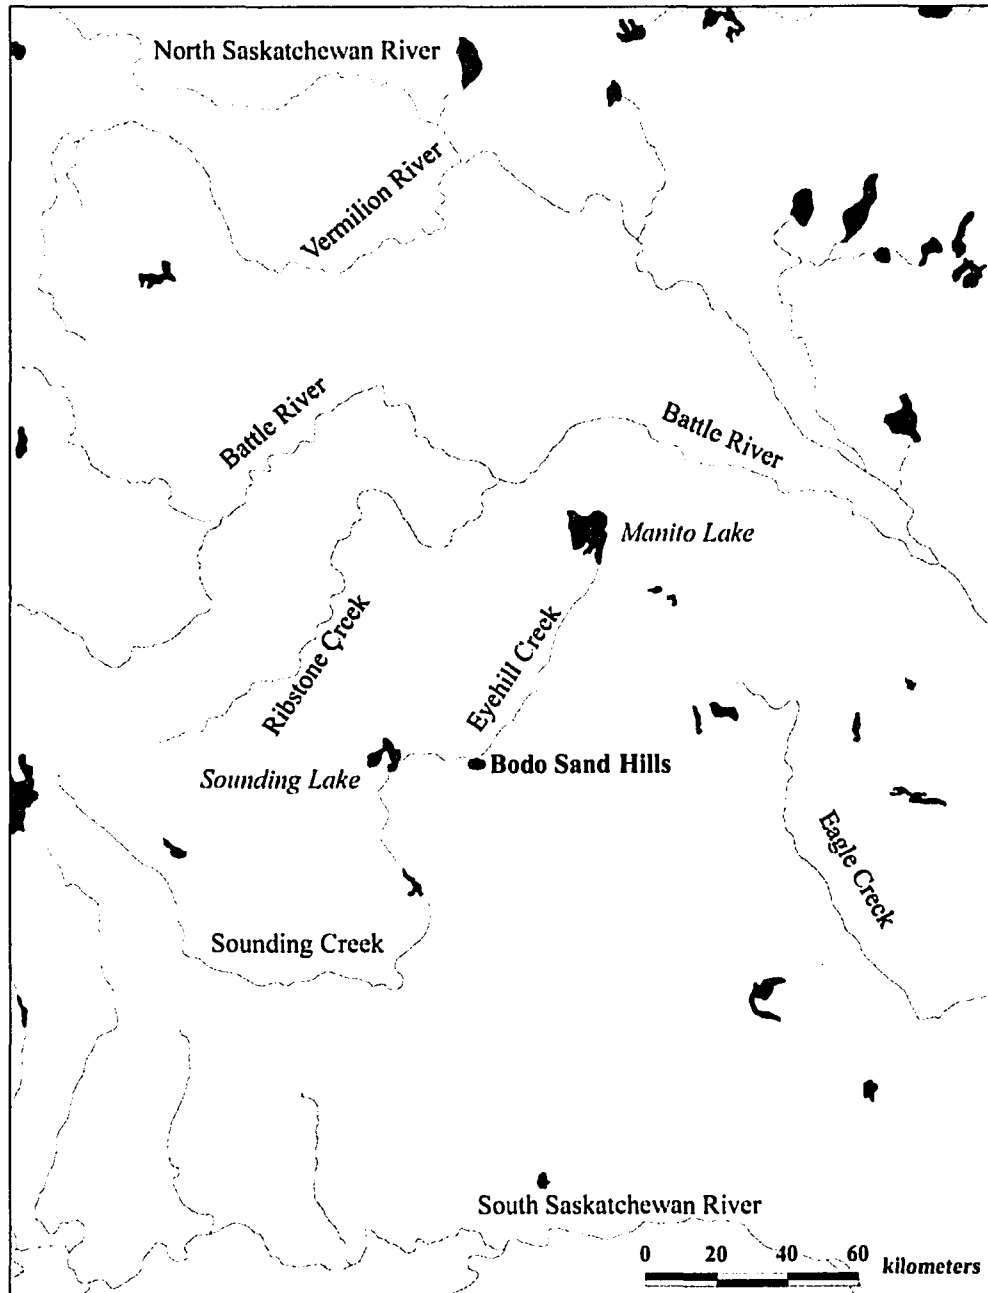 North Saskatchewan River
Vermilion River
Battle River
Battle River
Manito Lake
Ribstone Creek
Eyehill Creek
Sounding Lake
Bodo Sand Hills
Eagle Creek
Sounding Creek
South Saskatchewan River
0 20 40 60
kilometers